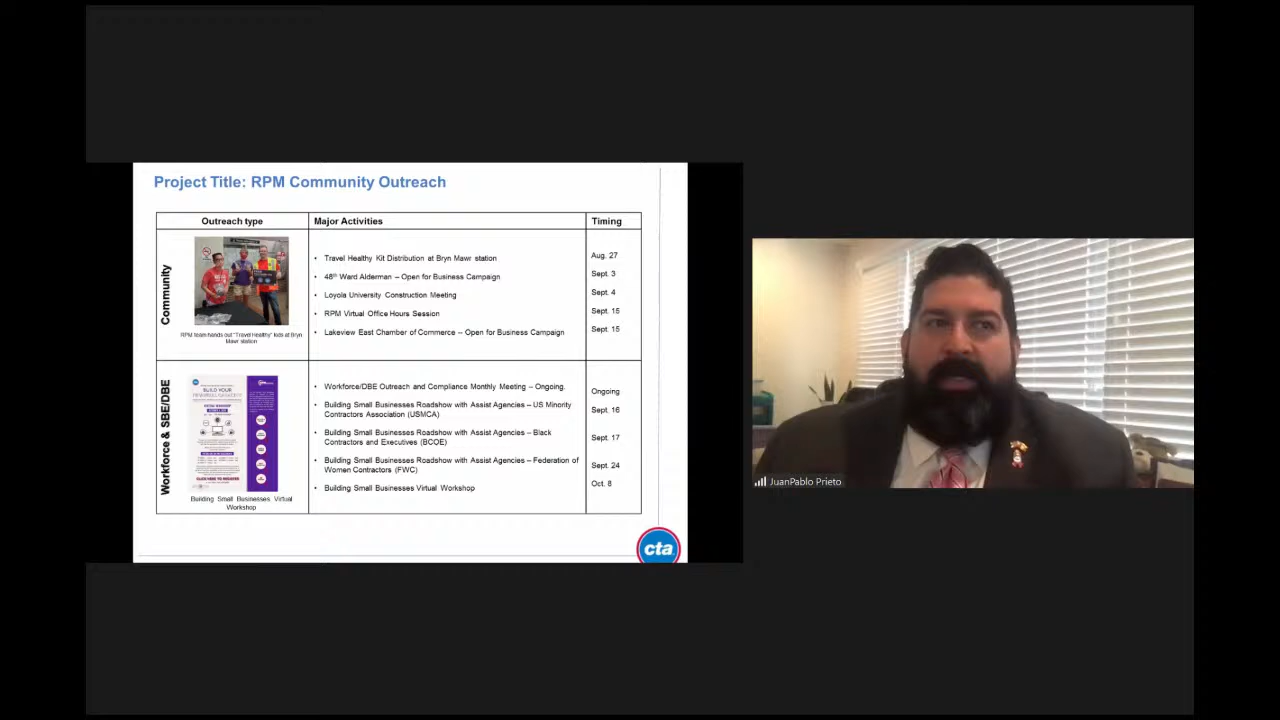 Project Title: RPM Community Outreach
Outreach type
Major Activities
Timing
Community
RPM team hands out "Travel Healthy" kids at Bryn
Mawr station
• Travel Healthy Kit Distribution at Bryn Mawr station
• 48th Ward Alderman – Open for Business Campaign
• Loyola University Construction Meeting
• RPM Virtual Office Hours Session
• Lakeview East Chamber of Commerce – Open for Business Campaign
Aug. 27
Sept. 3
Sept. 4
Sept. 15
Sept. 15
Workforce & SBE/DBE
BUILD YOUR
CLICK HERE TO REGISTER
Building Small Businesses Virtual
Workshop
• Workforce/DBE Outreach and Compliance Monthly Meeting – Ongoing.
• Building Small Businesses Roadshow with Assist Agencies – US Minority
Contractors Association (USMCA)
• Building Small Businesses Roadshow with Assist Agencies – Black
Contractors and Executives (BCOE)
• Building Small Businesses Roadshow with Assist Agencies – Federation of
Women Contractors (FWC)
• Building Small Businesses Virtual Workshop
Ongoing
Sept. 16
Sept. 17
Sept. 24
Oct. 8
cta
JuanPablo Prieto